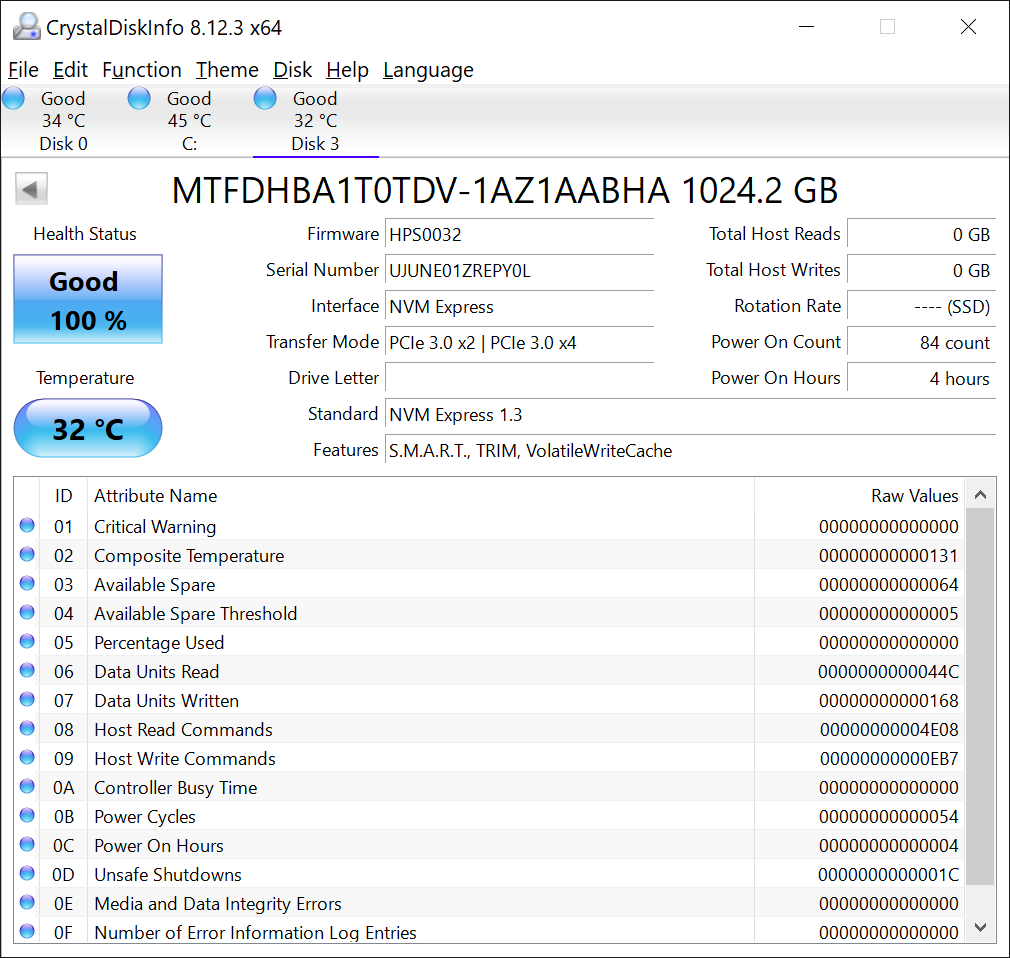 CrystalDiskInfo 8.12.3 x64
File Edit Function Theme Disk Help Language
Good Good Good
34 °C 45 °C 32 °C
Disk 0 C: Disk 3
MTFDHBA1T0TDV-1AZ1AABHA 1024.2 GB
Health Status
Good
100 %
Temperature
32 °C
Firmware HPS0032
Serial Number UJUNE01ZREPY0L
Interface NVM Express
Transfer Mode PCIe 3.0 x2 | PCIe 3.0 x4
Drive Letter
Standard NVM Express 1.3
Features S.M.A.R.T., TRIM, VolatileWriteCache
Total Host Reads 0 GB
Total Host Writes 0 GB
Rotation Rate ---- (SSD)
Power On Count 84 count
Power On Hours 4 hours
ID Attribute Name Raw Values
01 Critical Warning 00000000000000
02 Composite Temperature 00000000000131
03 Available Spare 00000000000064
04 Available Spare Threshold 00000000000005
05 Percentage Used 00000000000000
06 Data Units Read 0000000000044C
07 Data Units Written 00000000000168
08 Host Read Commands 00000000004E08
09 Host Write Commands 00000000000EB7
0A Controller Busy Time 00000000000000
0B Power Cycles 00000000000054
0C Power On Hours 00000000000004
0D Unsafe Shutdowns 0000000000001C
0E Media and Data Integrity Errors 00000000000000
0F Number of Error Information Log Entries 00000000000000